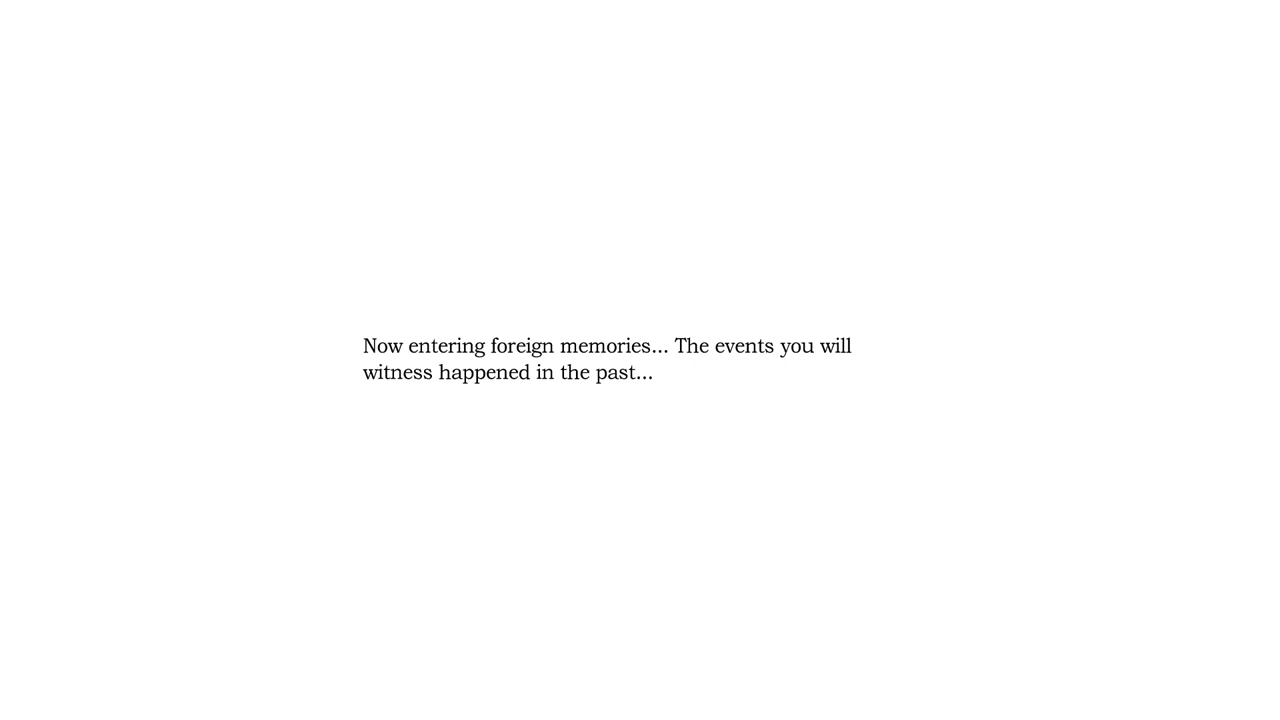 Now entering foreign memories... The events you will
witness happened in the past...